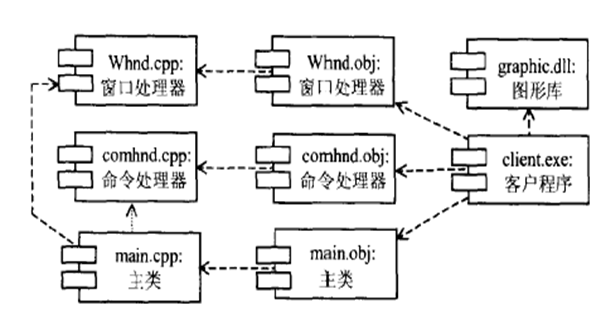 Whnd.cpp:
窗口处理器
Whnd.obj:
窗口处理器
graphic.dll:
图形库
comhnd.cpp:
命令处理器
comhnd.obj:
命令处理器
client.exe:
客户程序
main.cpp:
主类
main.obj:
主类